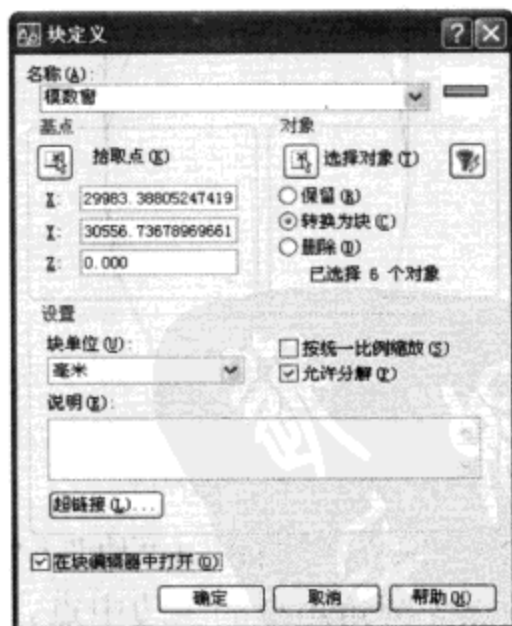 块定义
名称(A):
模数窗
基点
拾取点(K)
X: 29983.38805247419
Y: 30556.73678969661
Z: 0.000
对象
选择对象(T)
保留(R)
转换为块(C)
删除(D)
已选择 6 个对象
设置
块单位(U):
毫米
按统一比例缩放(S)
允许分解(P)
说明(E):
超链接(L)...
在块编辑器中打开(O)
确定
取消
帮助(H)